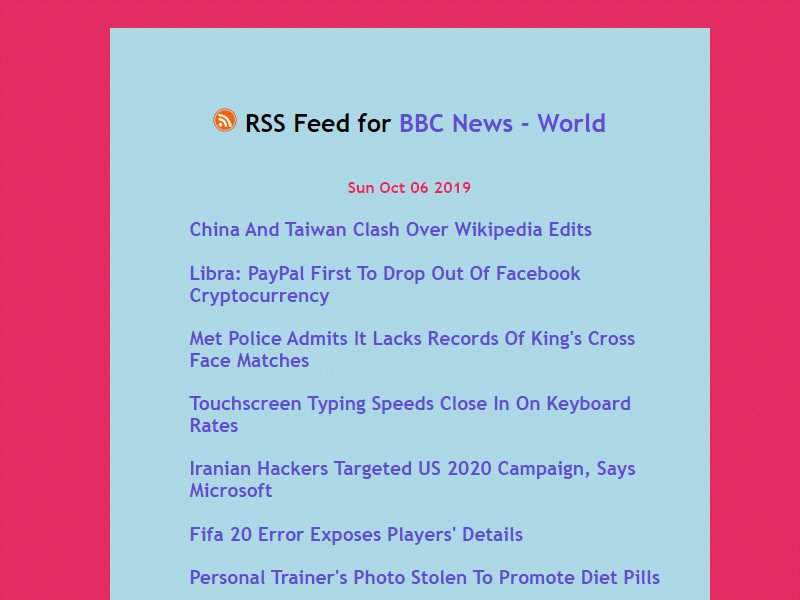 RSS Feed for BBC News - World
Sun Oct 06 2019
China And Taiwan Clash Over Wikipedia Edits
Libra: PayPal First To Drop Out Of Facebook
Cryptocurrency
Met Police Admits It Lacks Records Of King's Cross
Face Matches
Touchscreen Typing Speeds Close In On Keyboard
Rates
Iranian Hackers Targeted US 2020 Campaign, Says
Microsoft
Fifa 20 Error Exposes Players' Details
Personal Trainer's Photo Stolen To Promote Diet Pills